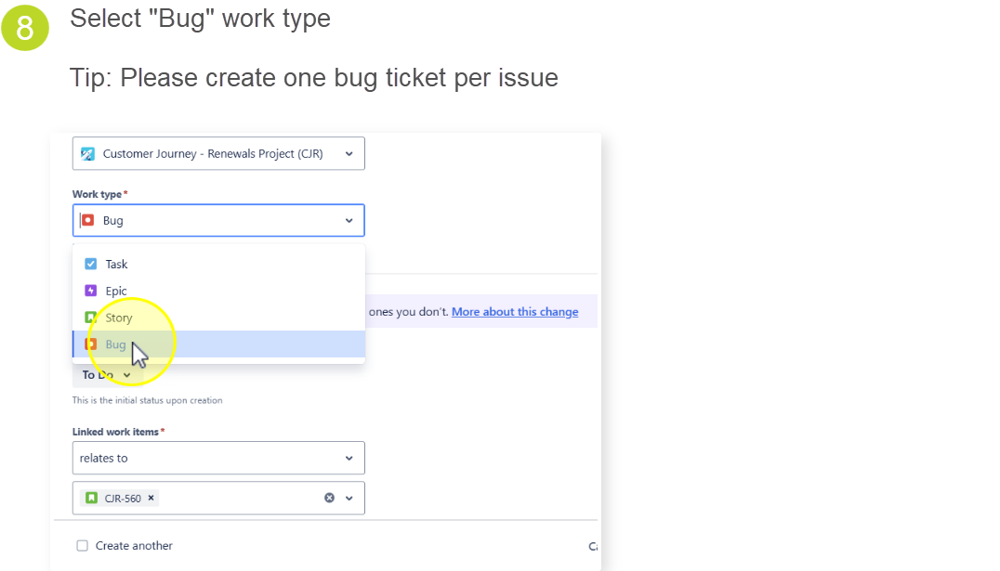 8
Select "Bug" work type
Tip: Please create one bug ticket per issue
Customer Journey - Renewals Project (CJR)
Work type*
Bug
Task
Epic
ones you don't. More about this change
Story
Bug
To Do
This is the initial status upon creation
Linked work items*
relates to
CJR-560 ×
Create another